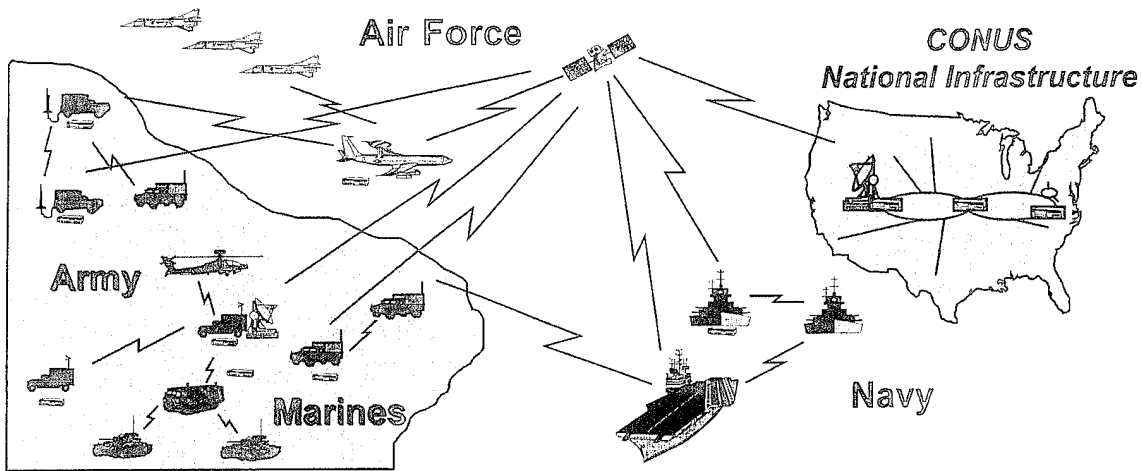 Air Force
CONUS
National Infrastructure
Army
Marines
Navy